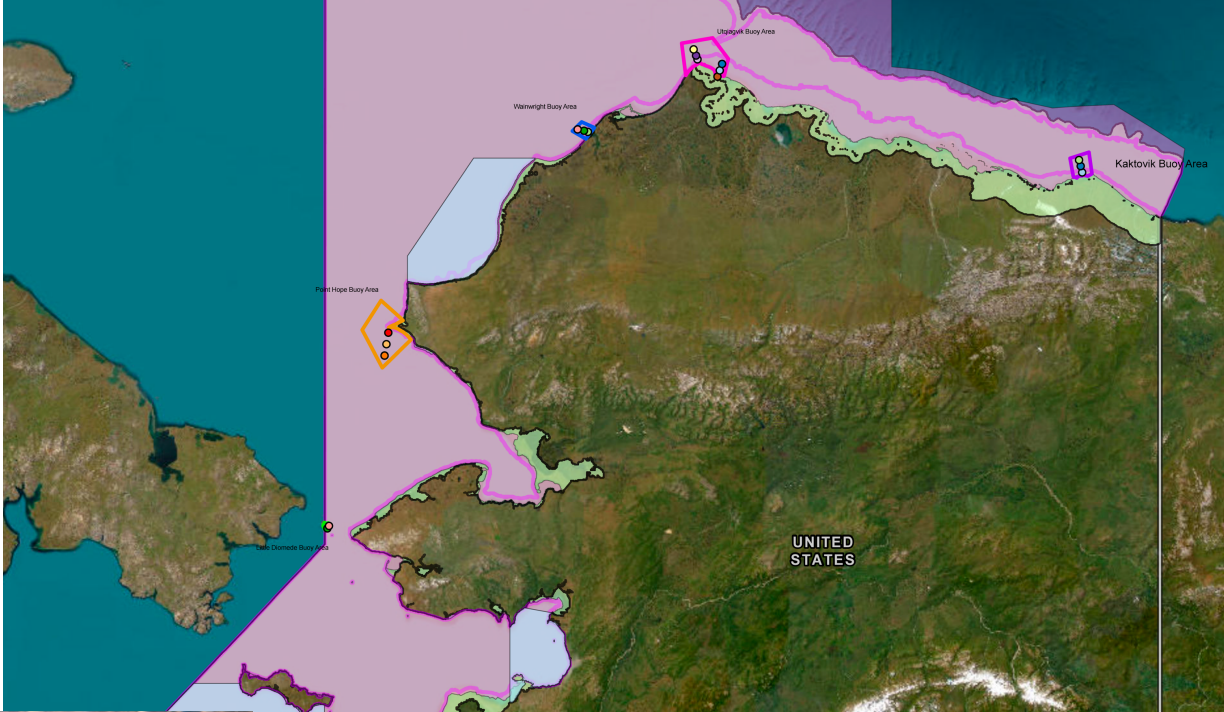 Utqiagvik Buoy Area
Wainwright Buoy Area
Kaktovik Buoy Area
Point Hope Buoy Area
Little Diomede Buoy Area
UNITED
STATES